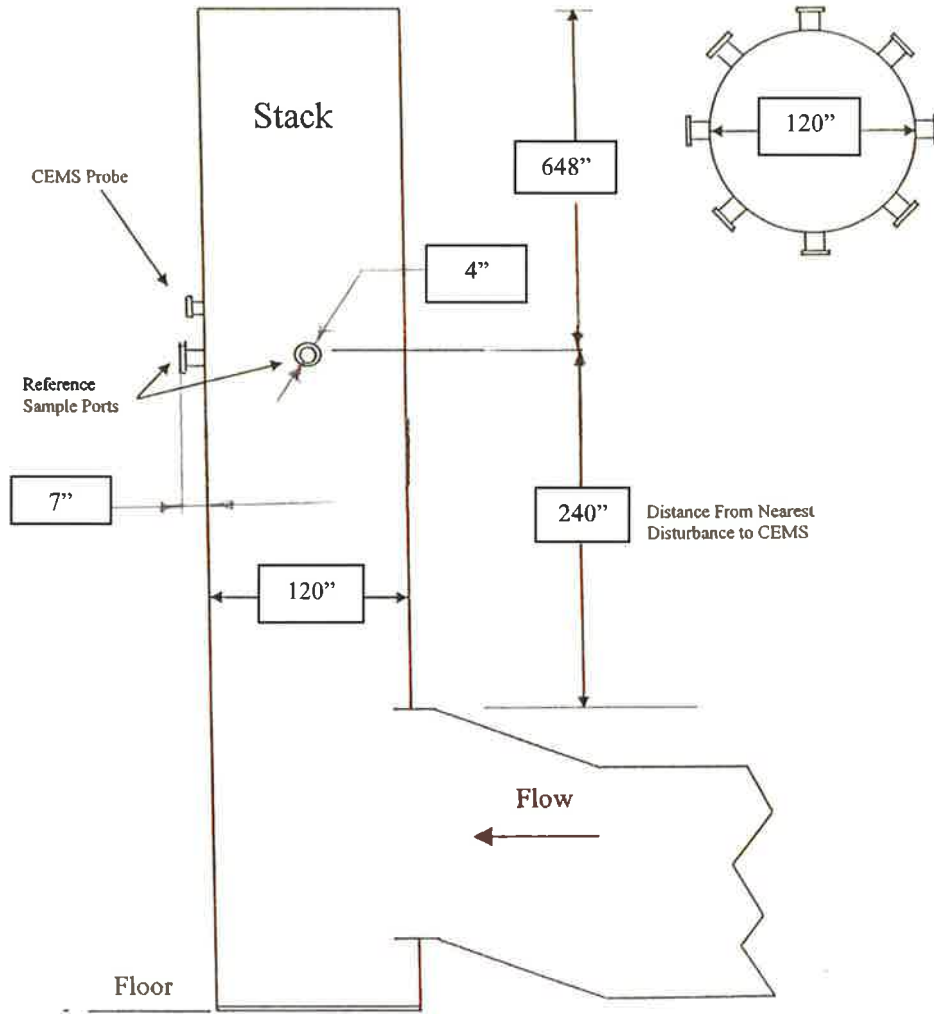 Stack
120”
648”
CEMS Probe
4”
Reference
Sample Ports
7”
240”
Distance From Nearest
Disturbance to CEMS
120”
Flow
Floor